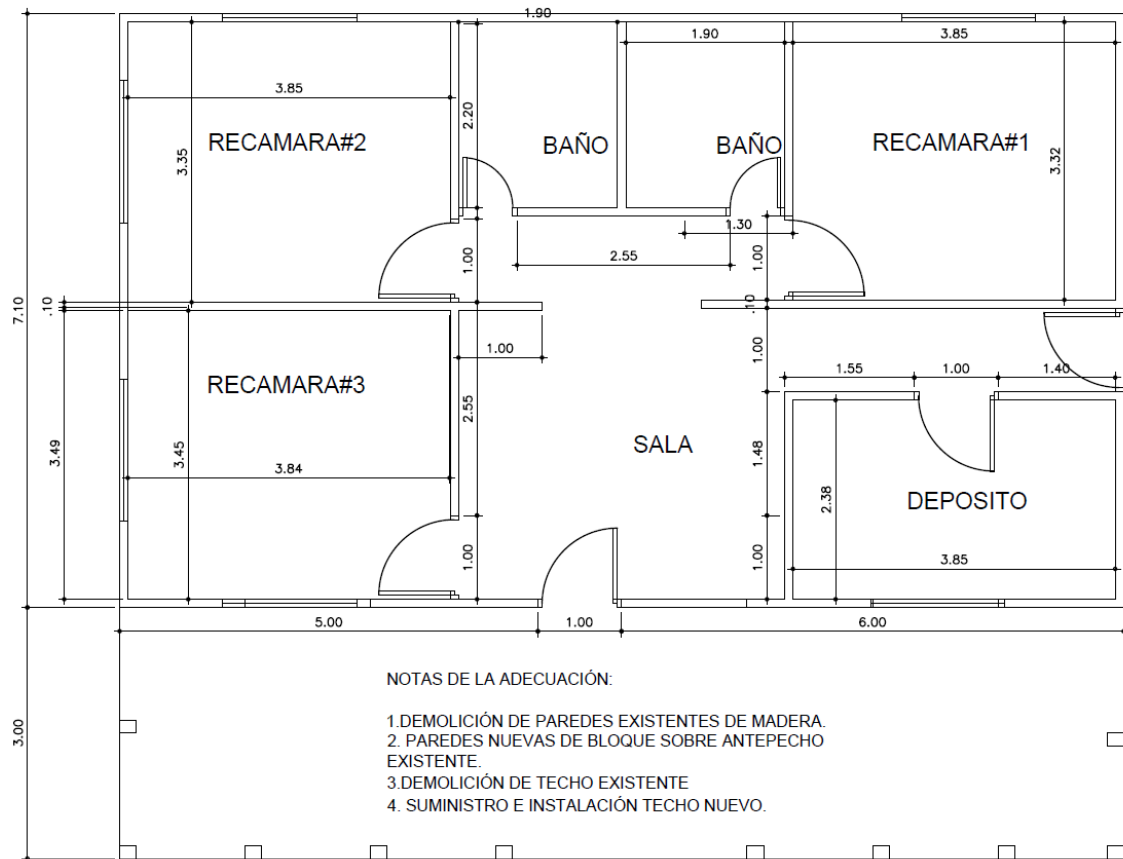 1.90
1.90
3.85
3.85
2.20
RECAMARA#2
BAÑO
BAÑO
RECAMARA#1
3.35
3.32
1.30
1.00
2.55
1.00
7.10
.10
.10
1.00
1.00
1.55
1.00
1.40
RECAMARA#3
2.55
SALA
1.48
3.49
3.45
3.84
2.38
DEPOSITO
1.00
1.00
3.85
5.00
1.00
6.00
NOTAS DE LA ADECUACIÓN:
1.DEMOLICIÓN DE PAREDES EXISTENTES DE MADERA.
2. PAREDES NUEVAS DE BLOQUE SOBRE ANTEPECHO
EXISTENTE.
3.DEMOLICIÓN DE TECHO EXISTENTE
4. SUMINISTRO E INSTALACIÓN TECHO NUEVO.
3.00